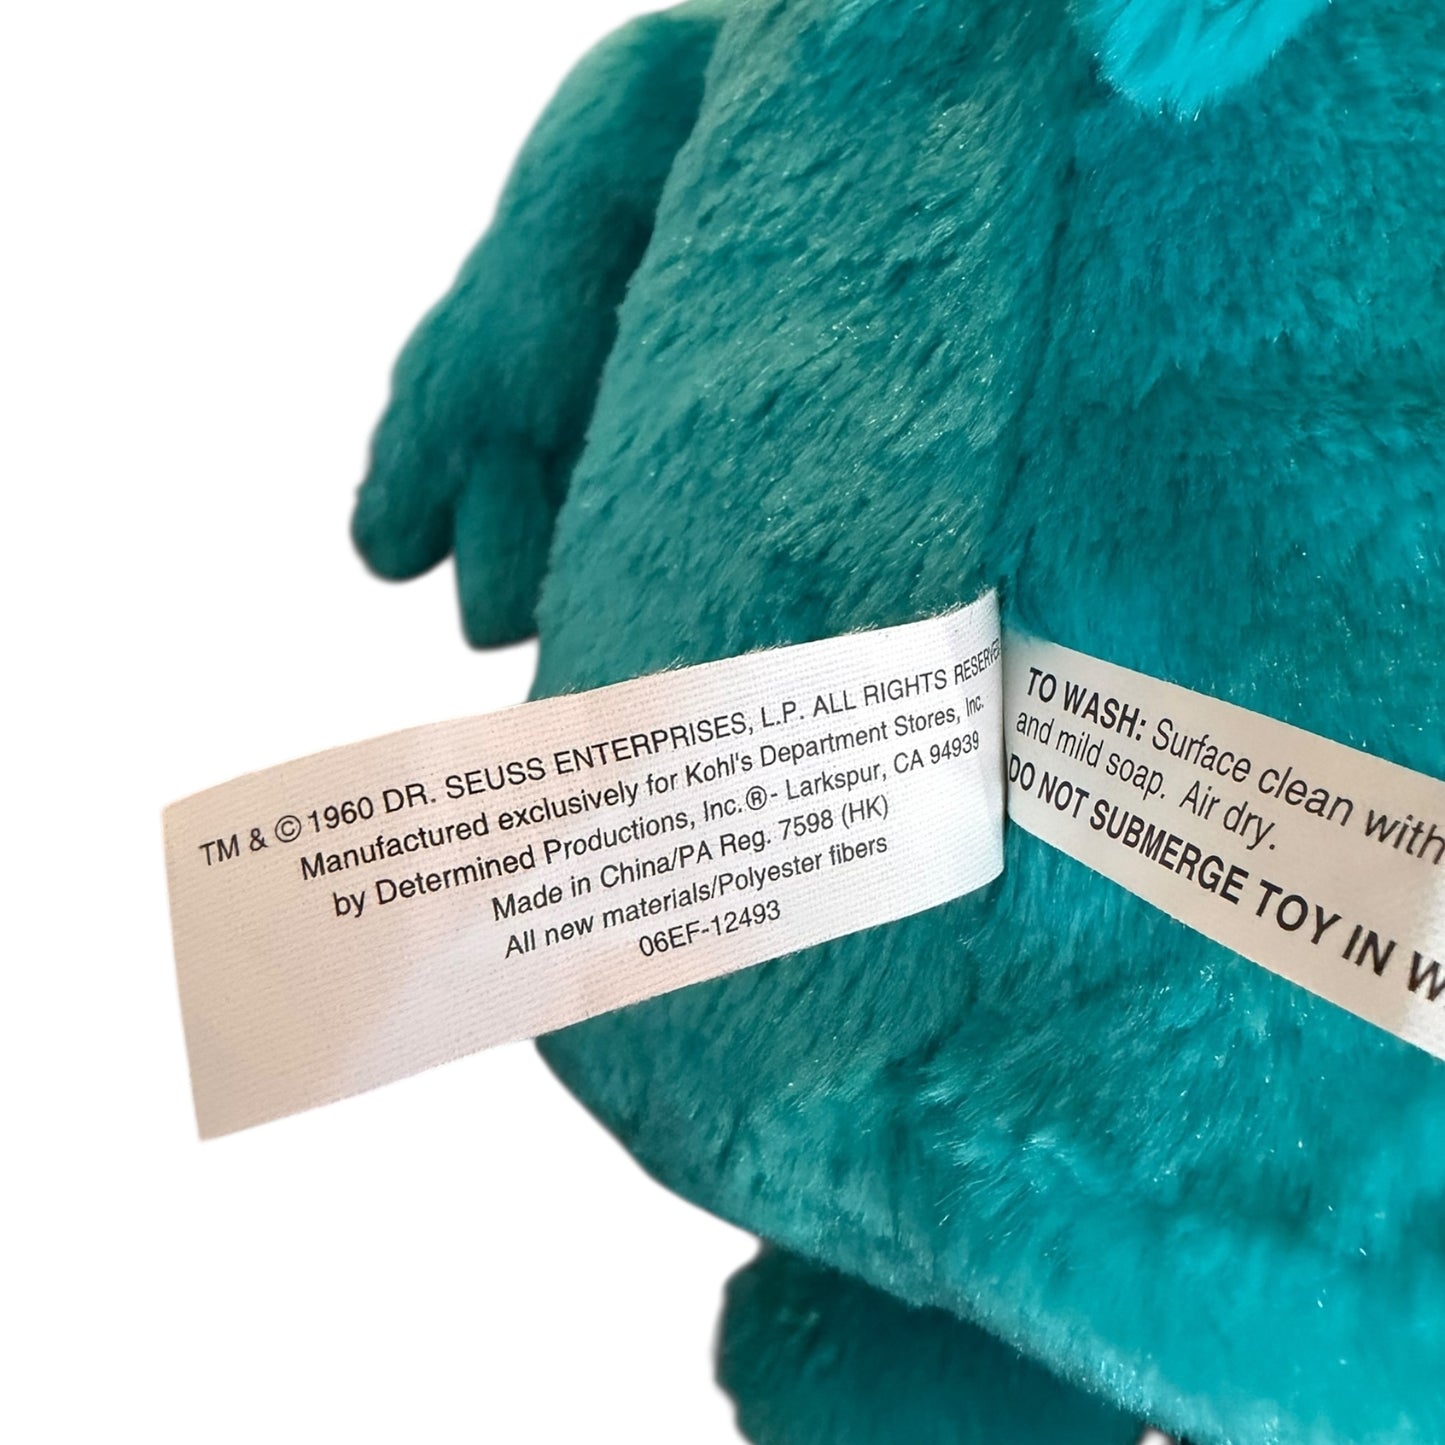 TM & © 1960 DR. SEUSS ENTERPRISES, L.P. ALL RIGHTS RESERVED
Manufactured exclusively for Kohl's Department Stores, Inc.
by Determined Productions, Inc.®- Larkspur, CA 94939
Made in China/PA Reg. 7598 (HK)
All new materials/Polyester fibers
06EF-12493
TO WASH: Surface clean with
and mild soap. Air dry.
DO NOT SUBMERGE TOY IN